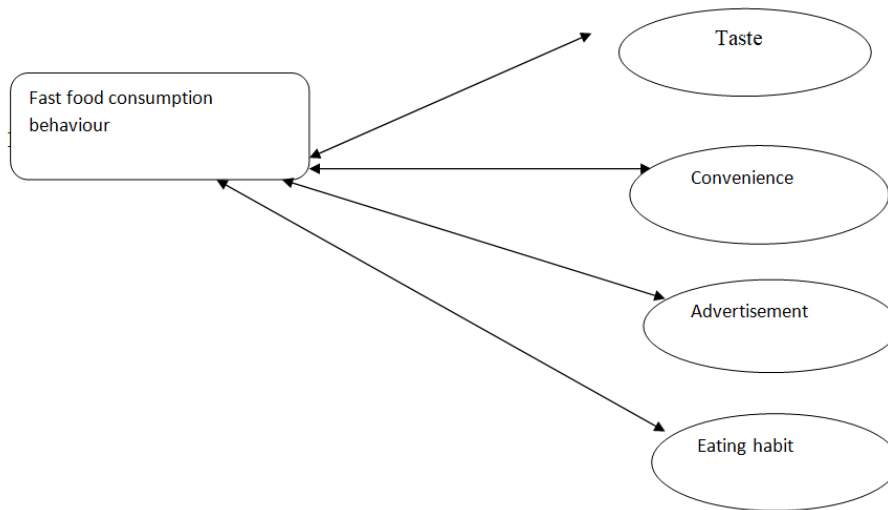 Taste
Fast food consumption
behaviour
Convenience
Advertisement
Eating habit